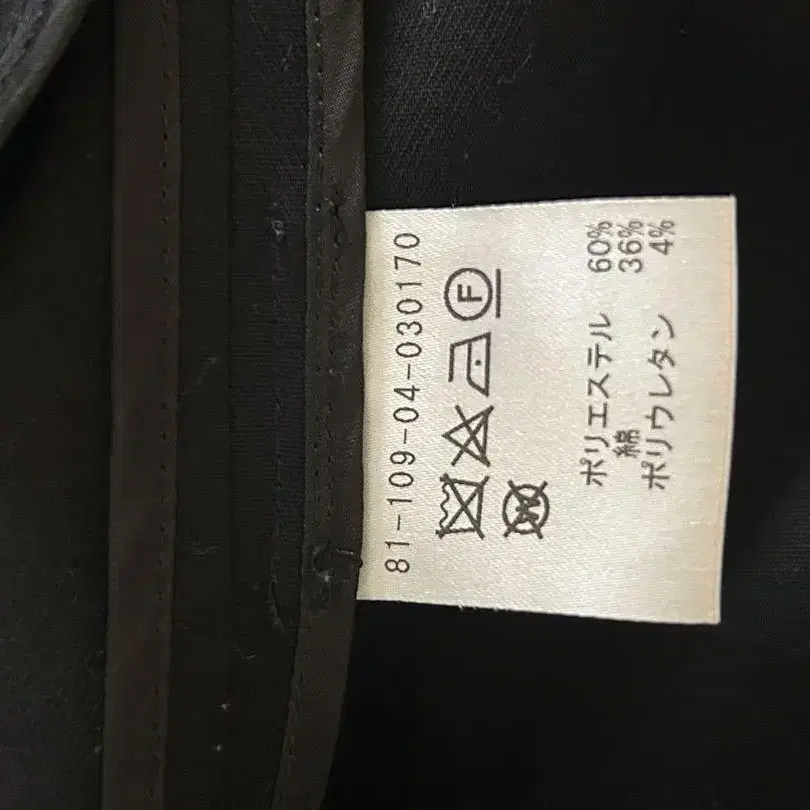 81-109-04-030170
F
W
ポリエステル 60%
綿 36%
ポリウレタン 4%